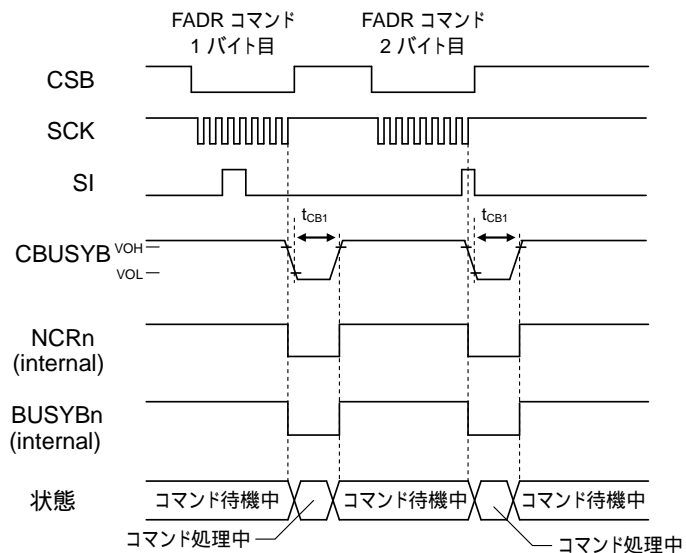 FADR コマンド
1 バイト目
FADR コマンド
2 バイト目
CSB
SCK
SI
tCB1
tCB1
CBUSYB
VOH
VOL
NCRn
(internal)
BUSYBn
(internal)
状態
コマンド待機中
コマンド待機中
コマンド待機中
コマンド処理中
コマンド処理中